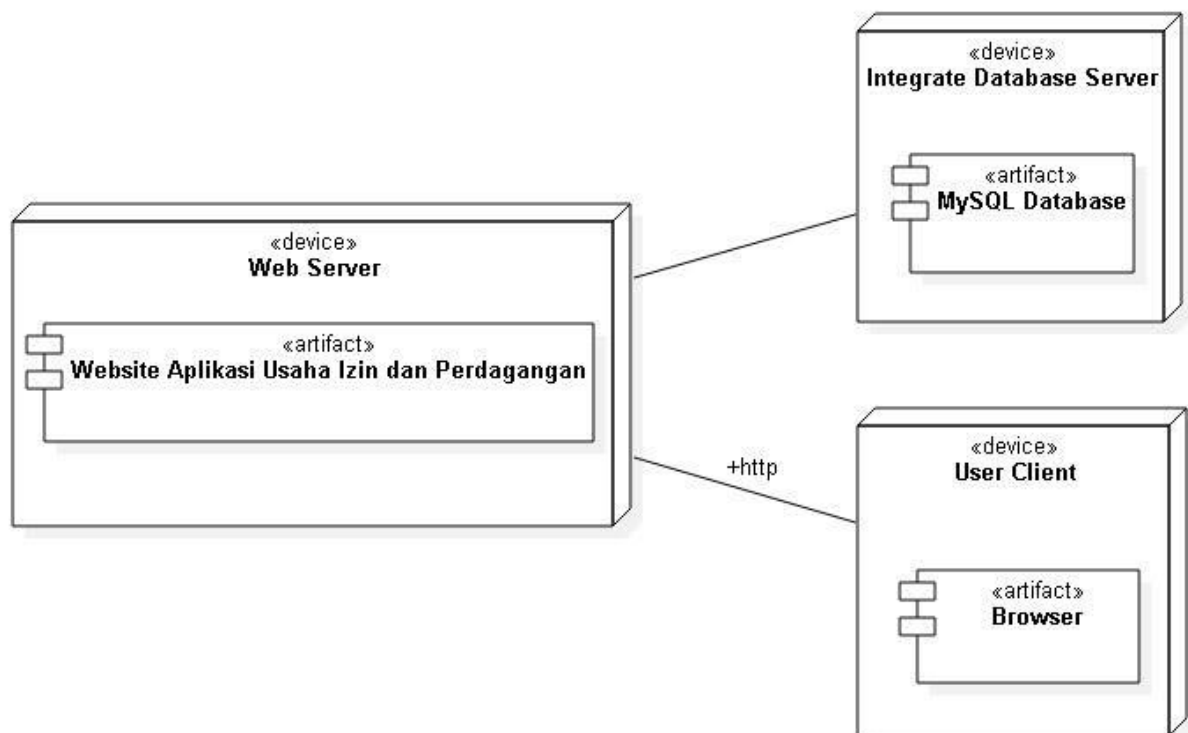 «device»
Integrate Database Server
«artifact»
MySQL Database
«device»
Web Server
«artifact»
Website Aplikasi Usaha Izin dan Perdagangan
+http
«device»
User Client
«artifact»
Browser